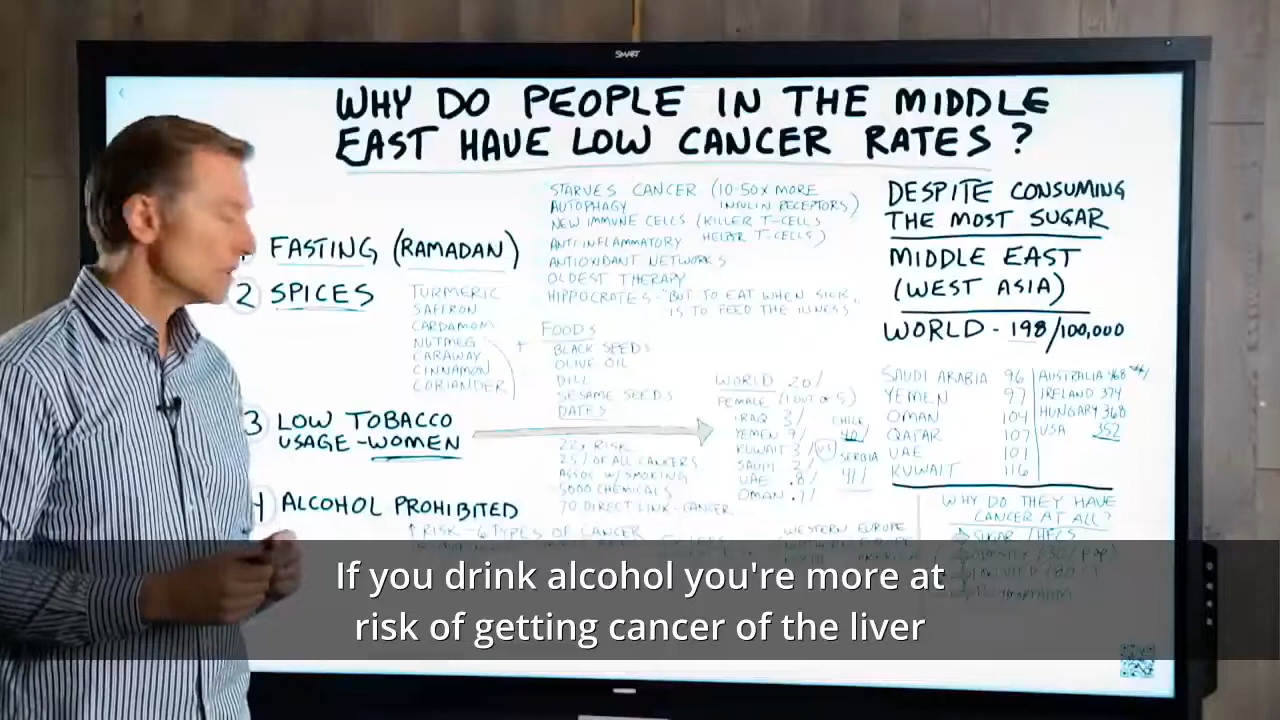 SMART
WHY DO PEOPLE IN THE MIDDLE
EAST HAVE LOW CANCER RATES ?
FASTING (RAMADAN)
2 SPICES
TURMERIC
SAFFRON
CARDAMOM
NUTMEG
CARAWAY
CINNAMON
CORIANDER
3 LOW TOBACCO
USAGE-WOMEN
4 ALCOHOL PROHIBITED
STARVES CANCER (10-50X MORE
INSULIN RECEPTORS)
AUTOPHAGY
NEW IMMUNE CELLS (KILLER T-CELLS
HELPER T-CELLS)
ANTI INFLAMMATORY
ANTIOXIDANT NETWORKS
OLDEST THERAPY
HIPPOCRATES - "BUT TO EAT WHEN SICK,
IS TO FEED THE ILLNESS
+ FOODS
BLACK SEEDS
OLIVE OIL
DILL
SESAME SEEDS
DATES
22% RISK
25% OF ALL CANCERS
ASSOC W/ SMOKING
5000 CHEMICALS
70 DIRECT LINK-CANCER
↑RISK-6 TYPES OF CANCER
WORLD 20%
FEMALE (1 OUT OF 5)
IRAQ 3%
YEMEN 9%
KUWAIT 3%
SAUDI 2%
UAE .8%
OMAN
VS
CHILE
40%
SERBIA
41%
WESTERN EUROPE
DESPITE CONSUMING
THE MOST SUGAR
MIDDLE EAST
(WEST ASIA)
WORLD - 198/100,000
SAUDI ARABIA 96
YEMEN 97
OMAN 104
QATAR 107
UAE 107
KUWAIT 116
AUSTRALIA 468
IRELAND 374
HUNGARY 368
USA 352
WHY DO THEY HAVE
CANCER AT ALL?
SUGAR/HFCS
If you drink alcohol you're more at
risk of getting cancer of the liver